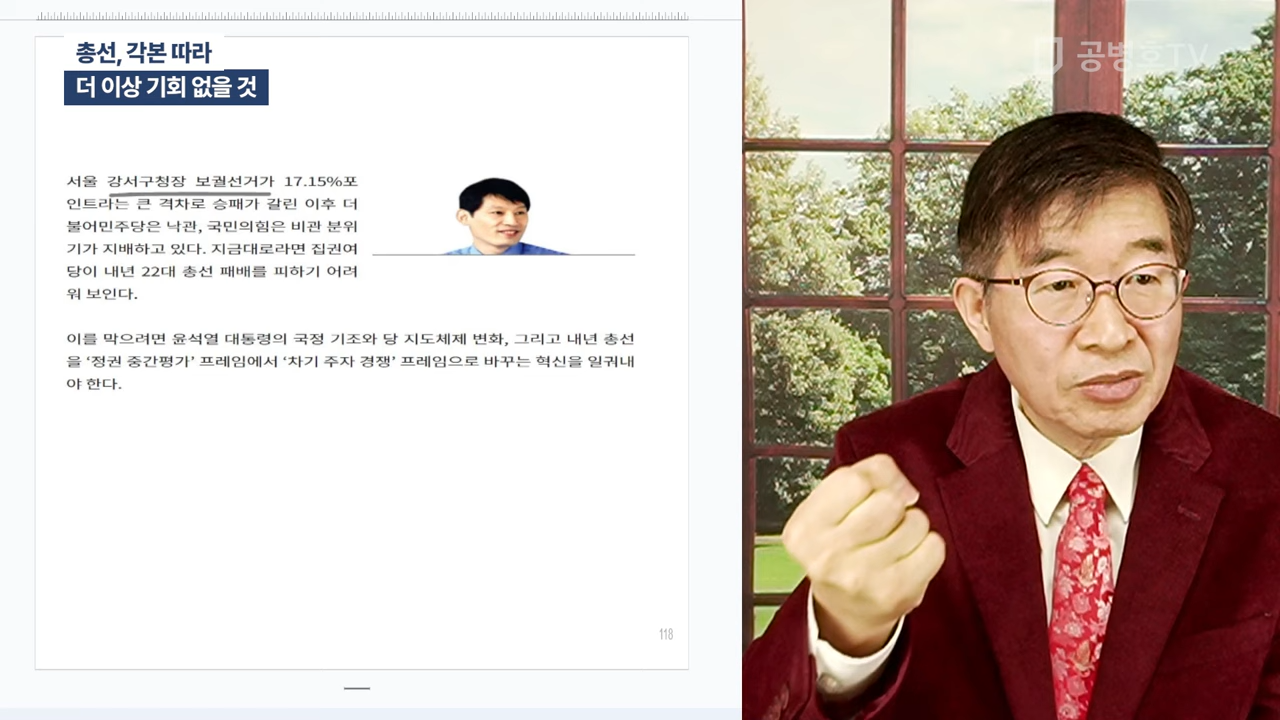 총선, 각본 따라
더 이상 기회 없을 것
공병호TV
서울 강서구청장 보궐선거가 17.15%포
인트라는 큰 격차로 승패가 갈린 이후 더
불어민주당은 낙관, 국민의힘은 비관 분위
기가 지배하고 있다. 지금대로라면 집권여
당이 내년 22대 총선 패배를 피하기 어려
워 보인다.
이를 막으려면 윤석열 대통령의 국정 기조와 당 지도체제 변화, 그리고 내년 총선
을 ‘정권 중간평가’ 프레임에서 ‘차기 주자 경쟁’ 프레임으로 바꾸는 혁신을 일궈내
야 한다.
118